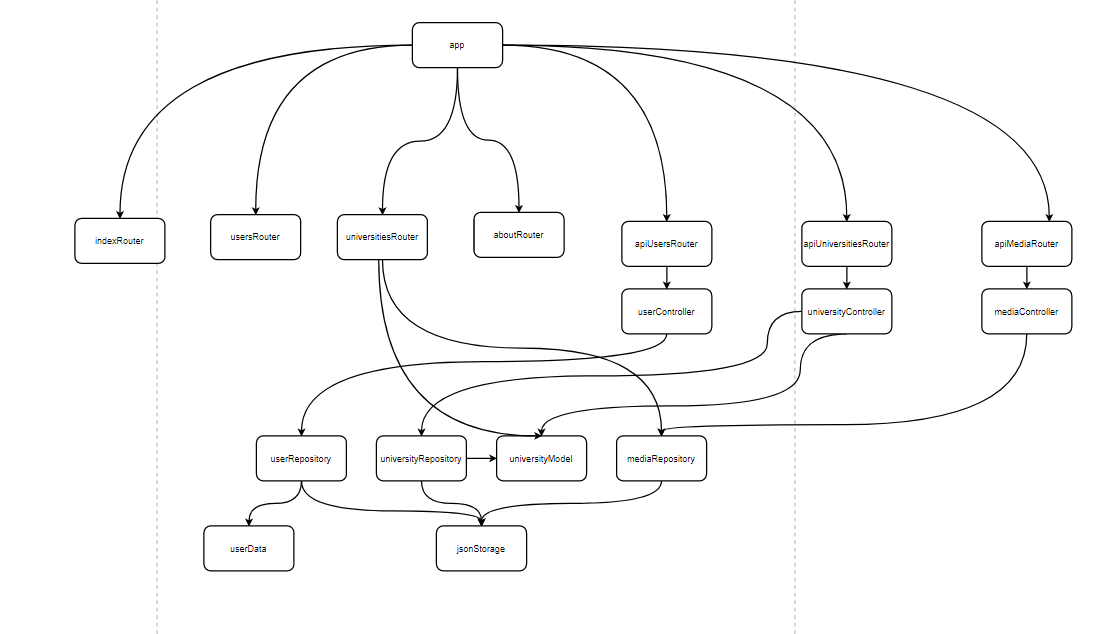 app
indexRouter
usersRouter
universitiesRouter
aboutRouter
apiUsersRouter
apiUniversitiesRouter
apiMediaRouter
userController
universityController
mediaController
userRepository
universityRepository
universityModel
mediaRepository
userData
jsonStorage